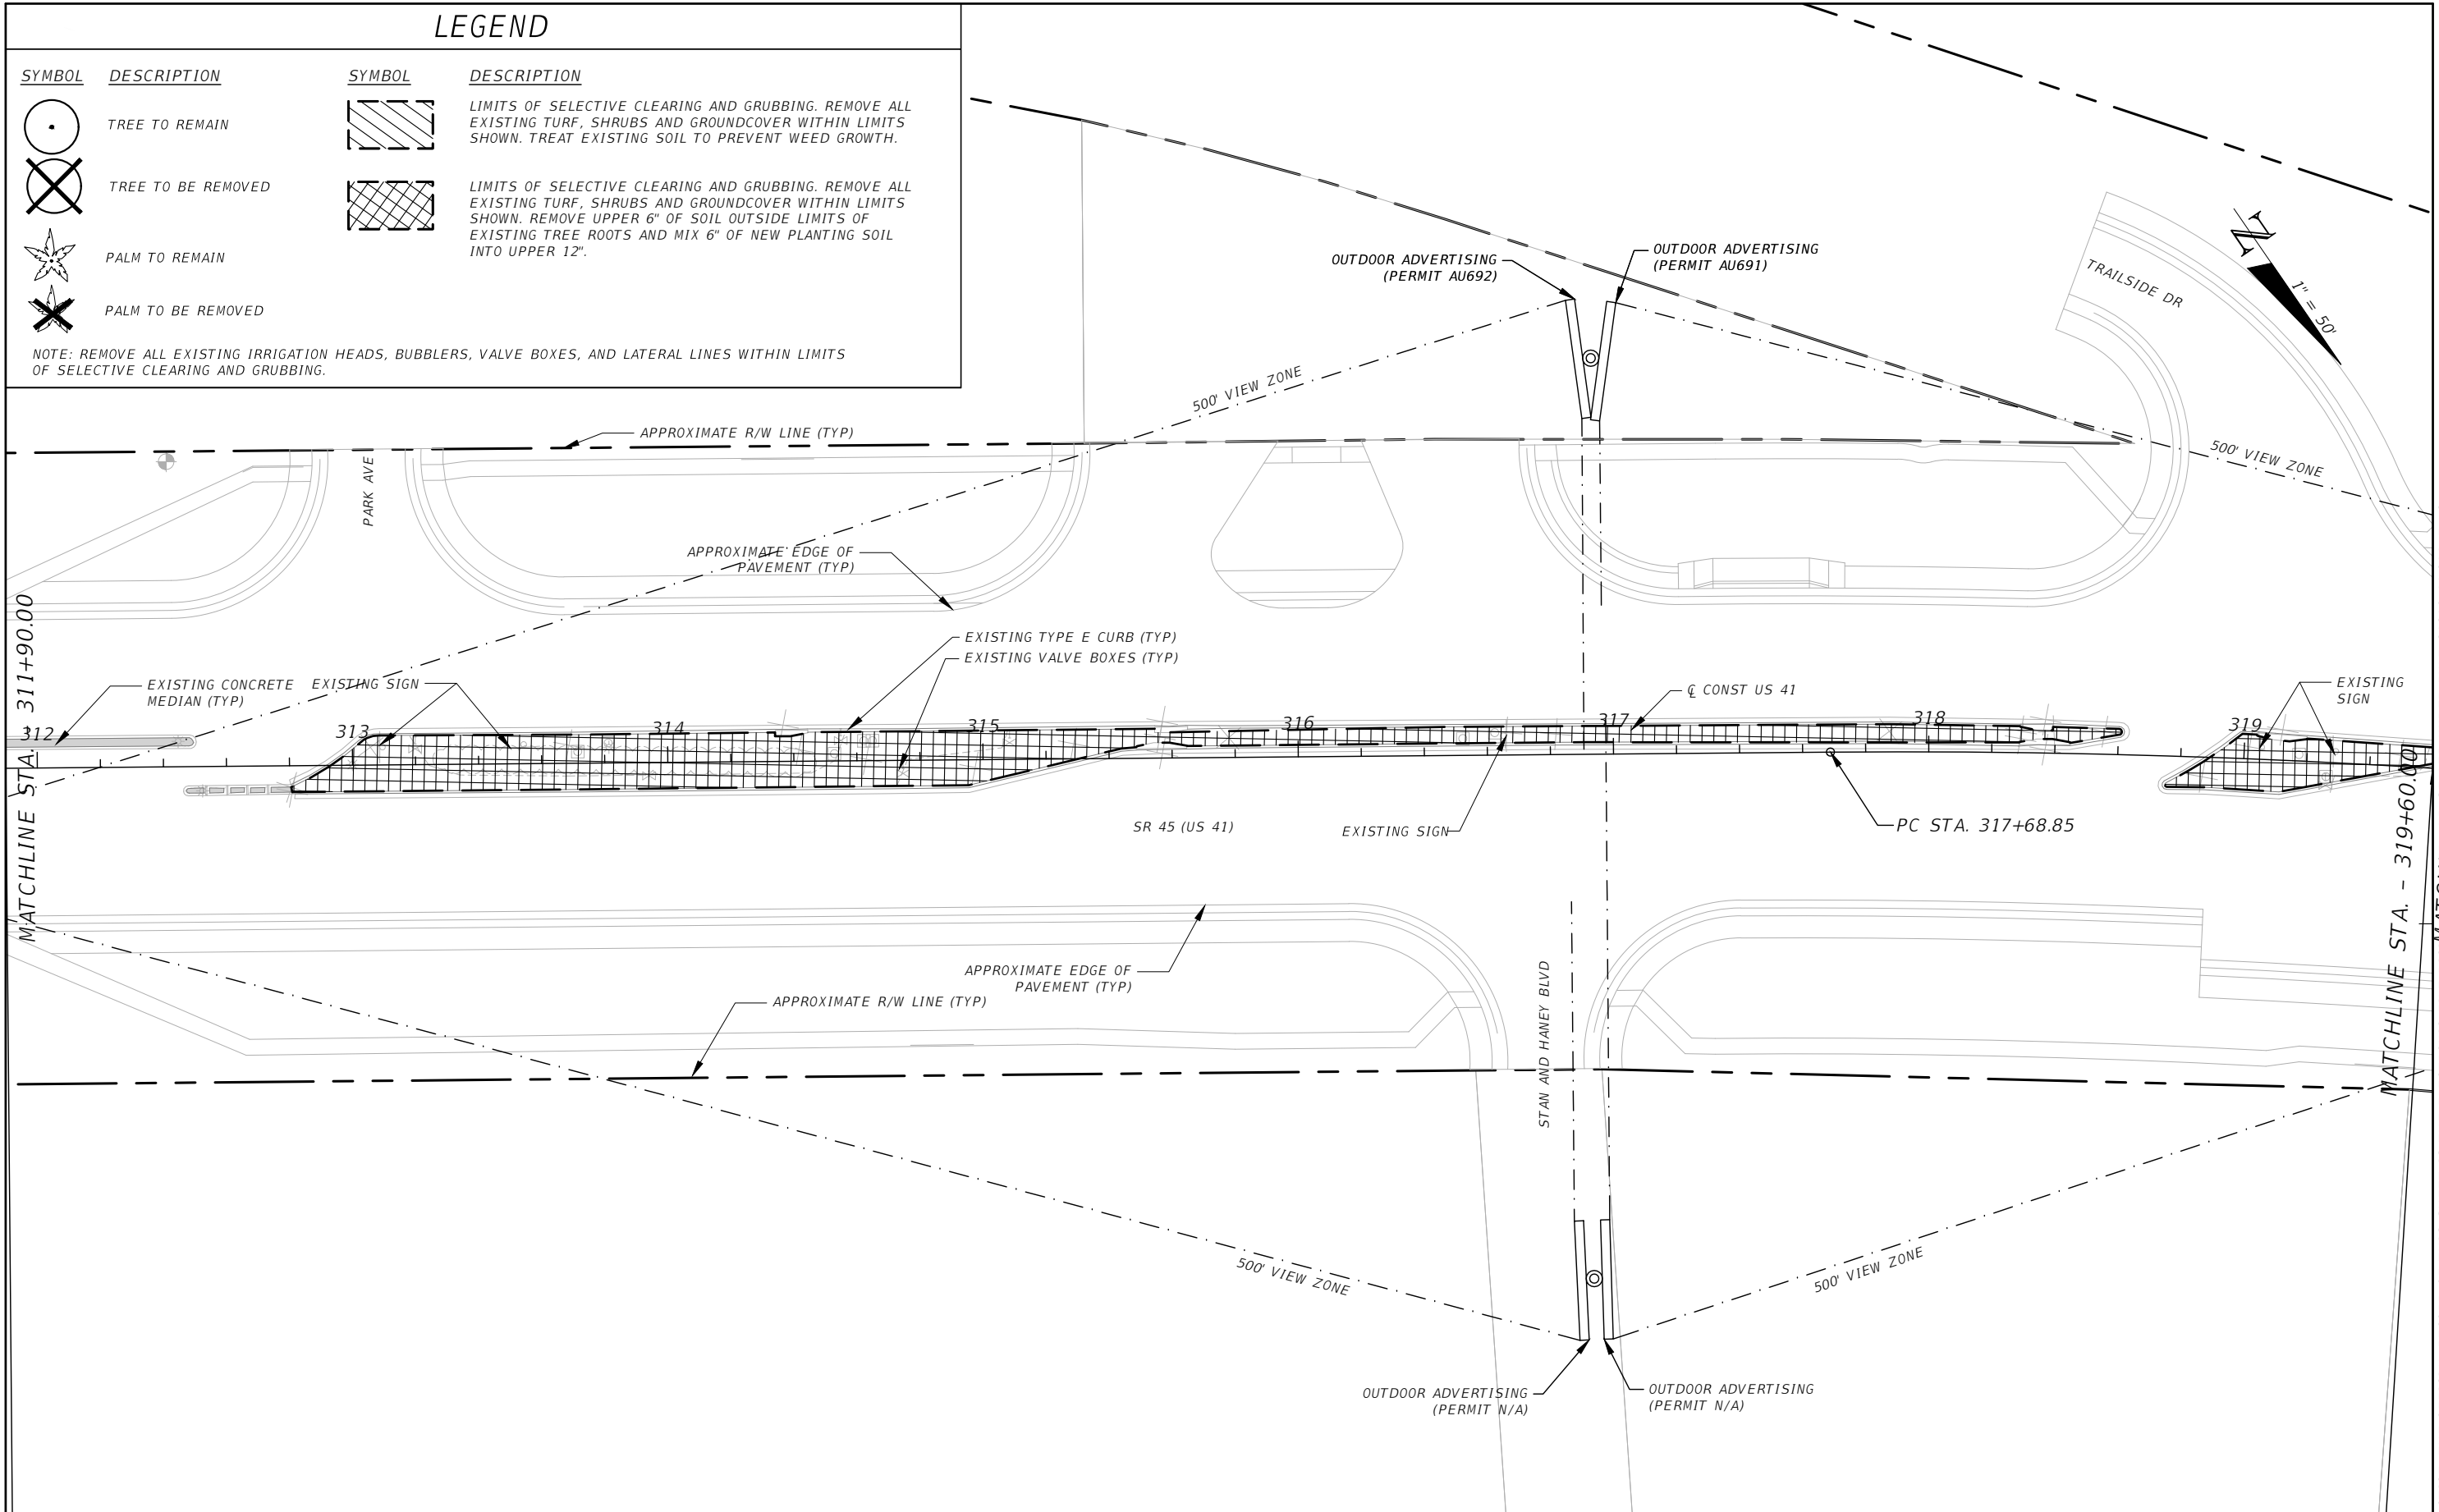 LEGEND
SYMBOL DESCRIPTION SYMBOL DESCRIPTION
TREE TO REMAIN
TREE TO BE REMOVED
PALM TO REMAIN
PALM TO BE REMOVED
LIMITS OF SELECTIVE CLEARING AND GRUBBING. REMOVE ALL
EXISTING TURF, SHRUBS AND GROUNDCOVER WITHIN LIMITS
SHOWN. TREAT EXISTING SOIL TO PREVENT WEED GROWTH.
LIMITS OF SELECTIVE CLEARING AND GRUBBING. REMOVE ALL
EXISTING TURF, SHRUBS AND GROUNDCOVER WITHIN LIMITS
SHOWN. REMOVE UPPER 6" OF SOIL OUTSIDE LIMITS OF
EXISTING TREE ROOTS AND MIX 6" OF NEW PLANTING SOIL
INTO UPPER 12".
NOTE: REMOVE ALL EXISTING IRRIGATION HEADS, BUBBLERS, VALVE BOXES, AND LATERAL LINES WITHIN LIMITS
OF SELECTIVE CLEARING AND GRUBBING.
N
1" = 50'
TRAILSIDE DR
OUTDOOR ADVERTISING
(PERMIT AU692)
OUTDOOR ADVERTISING
(PERMIT AU691)
500' VIEW ZONE
500' VIEW ZONE
APPROXIMATE R/W LINE (TYP)
PARK AVE
APPROXIMATE EDGE OF
PAVEMENT (TYP)
EXISTING TYPE E CURB (TYP)
EXISTING VALVE BOXES (TYP)
EXISTING CONCRETE
MEDIAN (TYP)
EXISTING SIGN
℄ CONST US 41
EXISTING
SIGN
312
313
314
315
316
317
318
319
MATCHLINE STA. - 311+90.00
SR 45 (US 41)
EXISTING SIGN
PC STA. 317+68.85
MATCHLINE STA. - 319+60.00
APPROXIMATE EDGE OF
PAVEMENT (TYP)
APPROXIMATE R/W LINE (TYP)
STAN AND HANEY BLVD
500' VIEW ZONE
500' VIEW ZONE
OUTDOOR ADVERTISING
(PERMIT N/A)
OUTDOOR ADVERTISING
(PERMIT N/A)